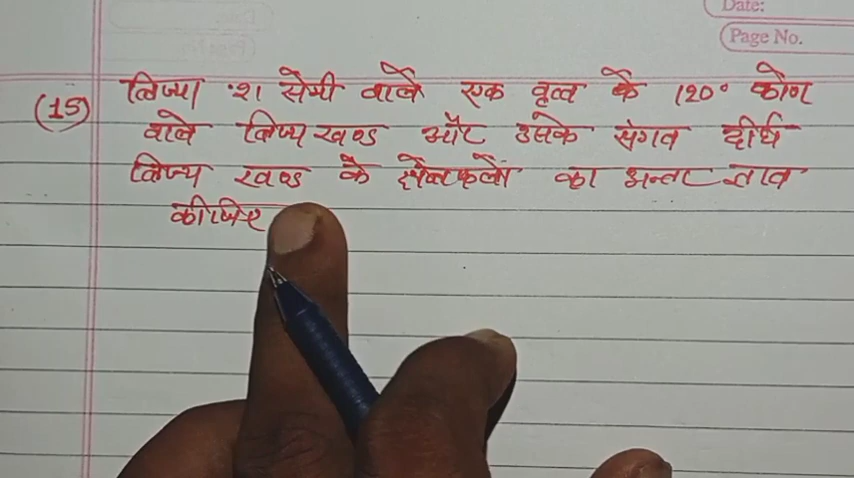 Date:
Page No.
(15) त्रिज्या 21 सेमी वाले एक वृत्त के 120° कोण
वाले त्रिज्यखण्ड और उसके संगत दीर्घ
त्रिज्य खण्ड के क्षेत्रफलों का अन्तर ज्ञात
कीजिए